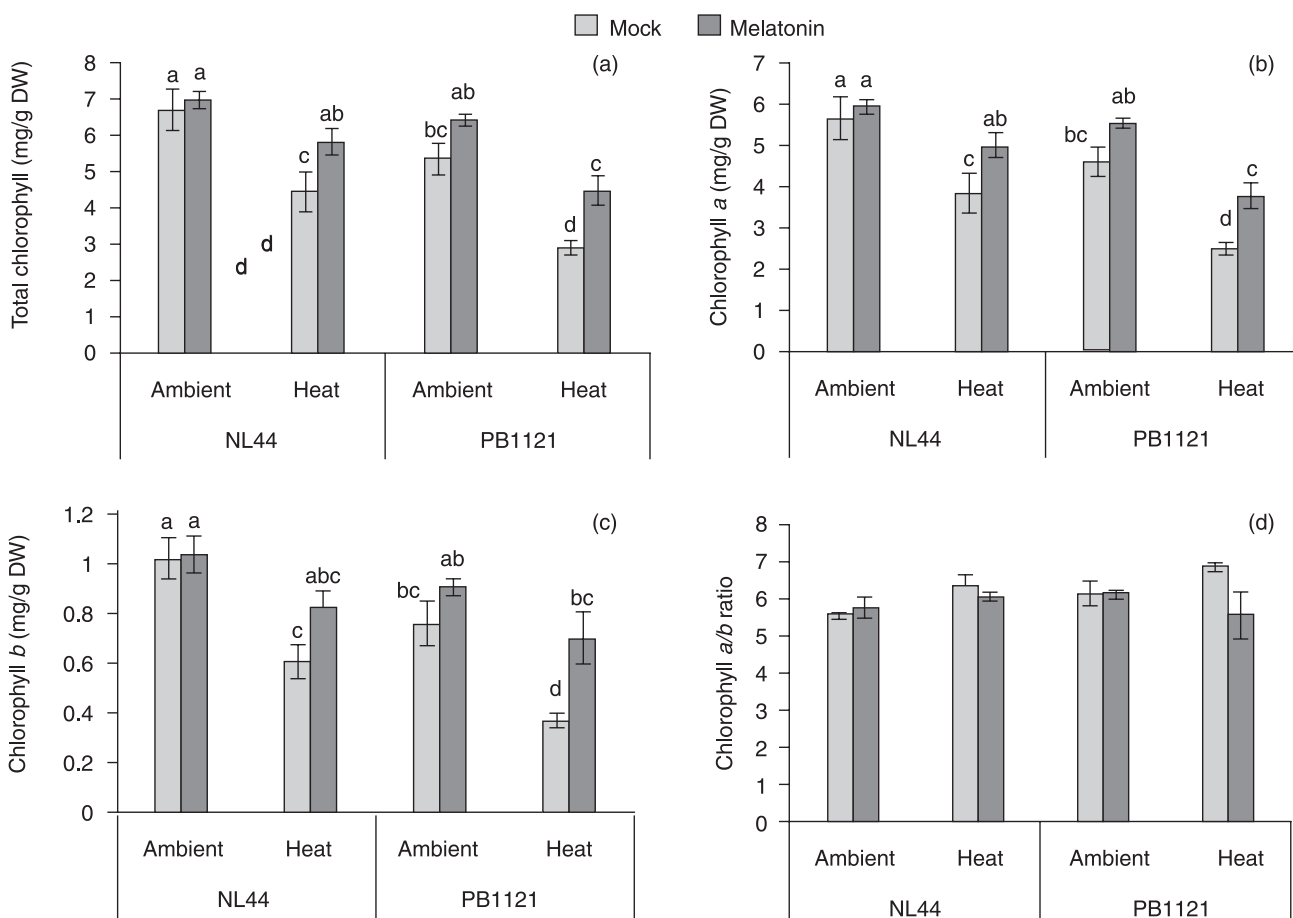 Mock Melatonin
(a)
Total chlorophyll (mg/g DW)
8
7
6
5
4
3
2
1
0
a a
c ab
bc ab
d c
d
d
Ambient Heat Ambient Heat
NL44 PB1121
(b)
Chlorophyll a (mg/g DW)
7
6
5
4
3
2
1
0
a a
c ab
bc ab
d c
Ambient Heat Ambient Heat
NL44 PB1121
(c)
Chlorophyll b (mg/g DW)
1.2
1
0.8
0.6
0.4
0.2
0
a a
c abc
bc ab
d bc
Ambient Heat Ambient Heat
NL44 PB1121
(d)
Chlorophyll a/b ratio
8
7
6
5
4
3
2
1
0
Ambient Heat Ambient Heat
NL44 PB1121